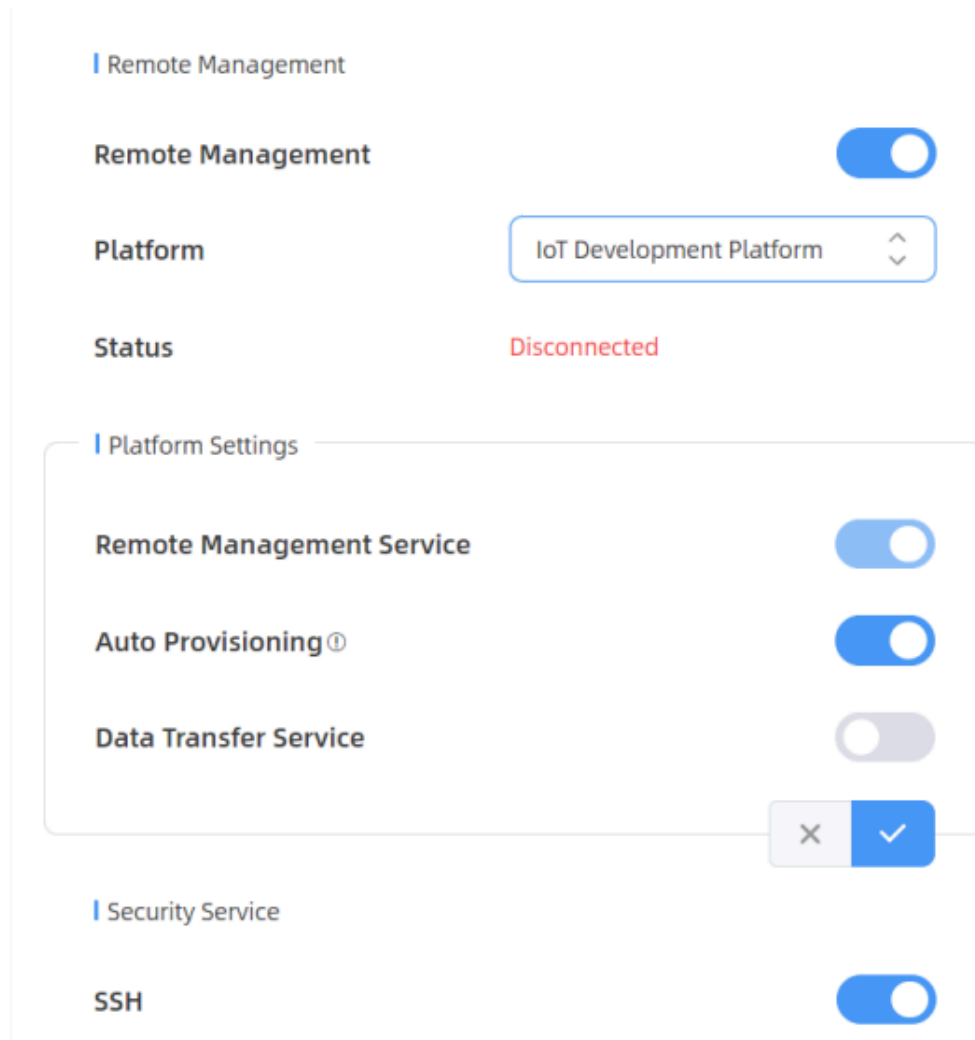 Remote Management
Remote Management
Platform IoT Development Platform
Status Disconnected
Platform Settings
Remote Management Service
Auto Provisioning
Data Transfer Service
Security Service
SSH